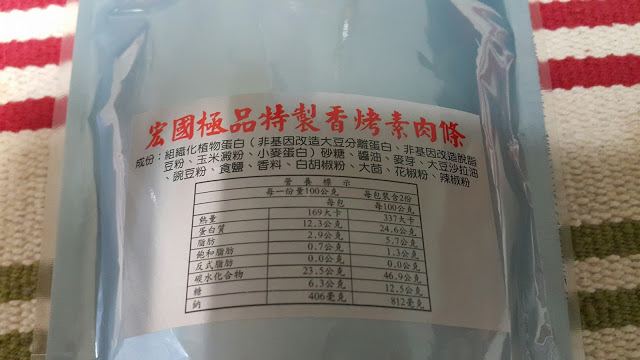 宏國極品特製香烤素肉條
成份：組織化植物蛋白(非基因改造大豆分離蛋白、非基因改造脫脂
豆粉、玉米澱粉、小麥蛋白)砂糖、醬油、麥芽、大豆沙拉油
、豌豆粉、食鹽、香料、白胡椒粉、大茴、花椒粉、辣椒粉
營養標示
每一份量100公克 每包裝含2份
每包 每100公克
熱量 169大卡 337大卡
蛋白質 12.3公克 24.6公克
脂肪 2.9公克 5.7公克
飽和脂肪 0.7公克 1.3公克
反式脂肪 0.0公克 0.0公克
碳水化合物 23.5公克 46.9公克
糖 6.3公克 12.5公克
鈉 406毫克 812毫克